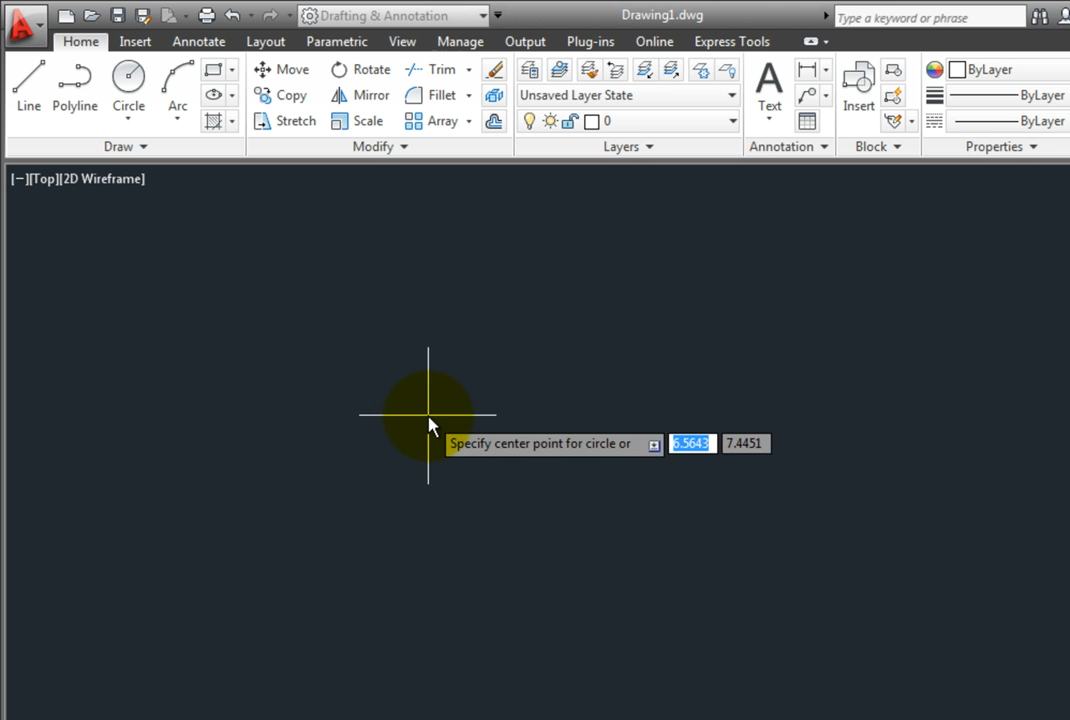 Drafting & Annotation
Drawing1.dwg
Type a keyword or phrase
Home Insert Annotate Layout Parametric View Manage Output Plug-ins Online Express Tools
Line Polyline Circle Arc
Move Rotate Trim
Copy Mirror Fillet
Stretch Scale Array
Unsaved Layer State
0
Text
Insert
ByLayer
ByLayer
ByLayer
Draw Modify Layers Annotation Block Properties
[−][Top][2D Wireframe]
Specify center point for circle or 6.5643 7.4451